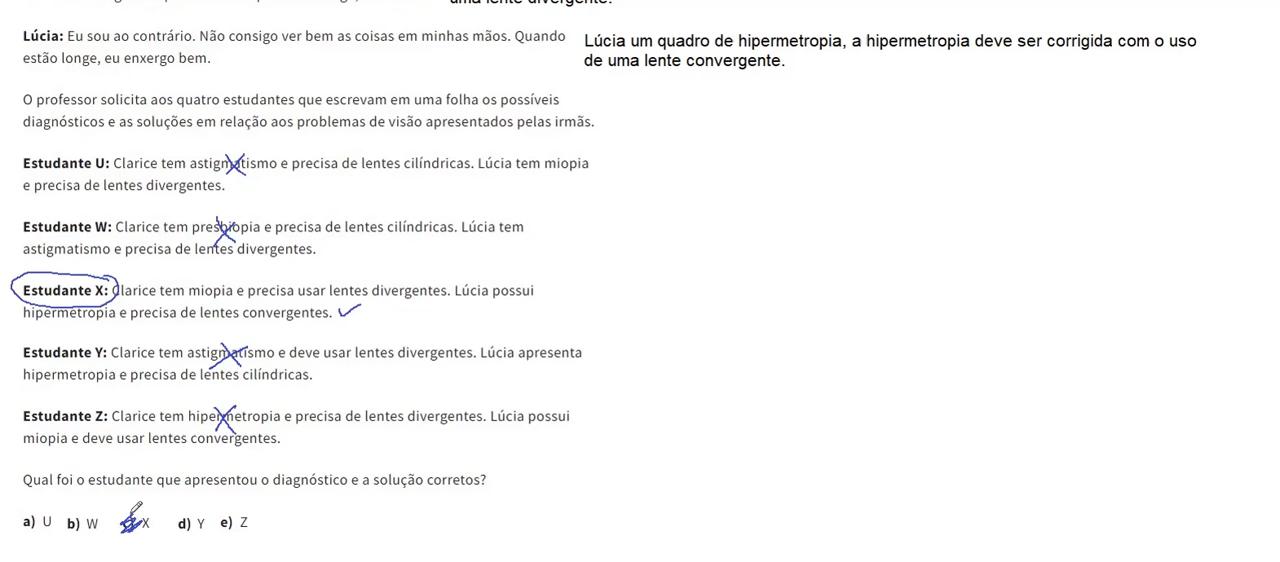 uma lente divergente.
Lúcia: Eu sou ao contrário. Não consigo ver bem as coisas em minhas mãos. Quando
estão longe, eu enxergo bem.
Lúcia um quadro de hipermetropia, a hipermetropia deve ser corrigida com o uso
de uma lente convergente.
O professor solicita aos quatro estudantes que escrevam em uma folha os possíveis
diagnósticos e as soluções em relação aos problemas de visão apresentados pelas irmãs.
Estudante U: Clarice tem astigmatismo e precisa de lentes cilíndricas. Lúcia tem miopia
e precisa de lentes divergentes.
Estudante W: Clarice tem presbiopia e precisa de lentes cilíndricas. Lúcia tem
astigmatismo e precisa de lentes divergentes.
Estudante X: Clarice tem miopia e precisa usar lentes divergentes. Lúcia possui
hipermetropia e precisa de lentes convergentes.
Estudante Y: Clarice tem astigmatismo e deve usar lentes divergentes. Lúcia apresenta
hipermetropia e precisa de lentes cilíndricas.
Estudante Z: Clarice tem hipermetropia e precisa de lentes divergentes. Lúcia possui
miopia e deve usar lentes convergentes.
Qual foi o estudante que apresentou o diagnóstico e a solução corretos?
a) U b) W X d) Y e) Z